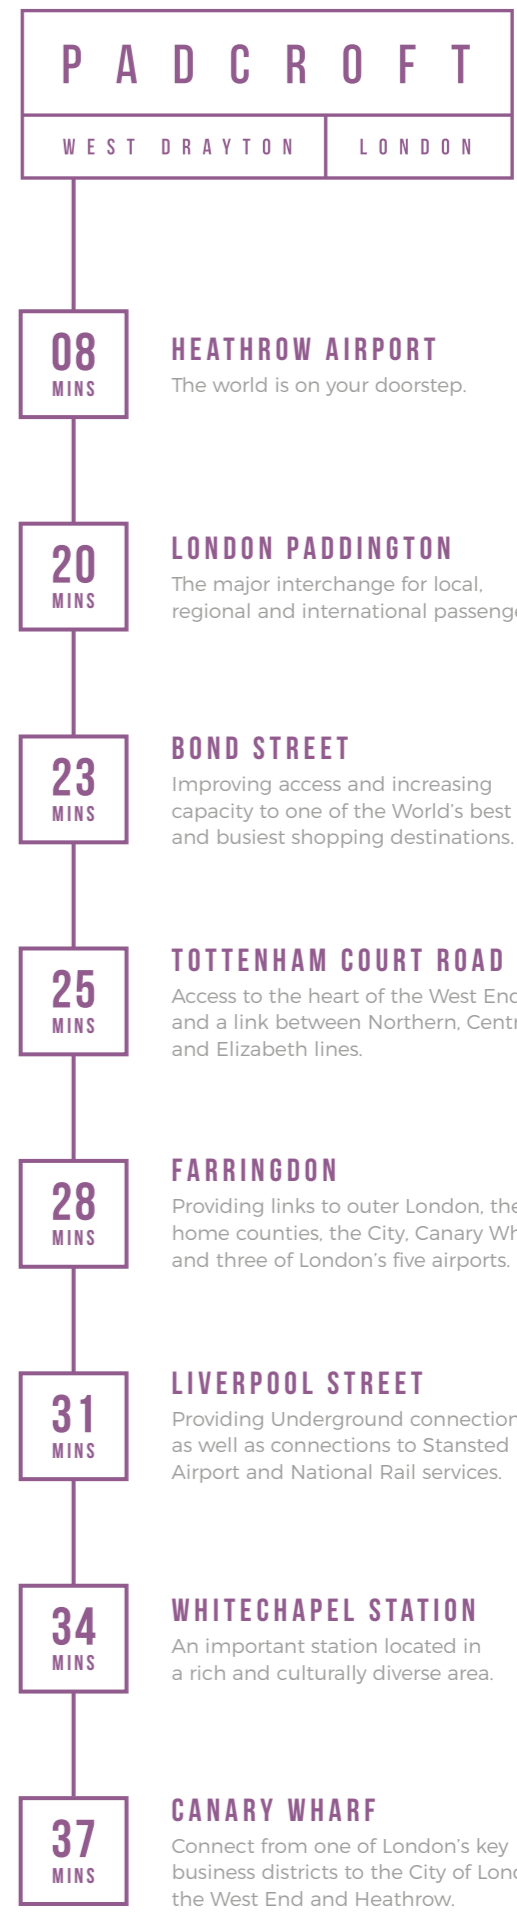 PADCROFT
WEST DRAYTON
LONDON
08
MINS
HEATHROW AIRPORT
The world is on your doorstep.
20
MINS
LONDON PADDINGTON
The major interchange for local,
regional and international
23
MINS
BOND STREET
Improving access and increasing
capacity to one of the World's best
and busiest shopping destinations.
25
MINS
TOTTENHAM COURT ROAD
Access to the heart of the West End
and a link between Northern,
and Elizabeth lines.
28
MINS
FARRINGDON
Providing links to outer London, the
home counties, the City, Canary
and three of London's five airports.
31
MINS
LIVERPOOL STREET
Providing Underground
as well as connections to Stansted
Airport and National Rail services.
34
MINS
WHITECHAPEL STATION
An important station located in
a rich and culturally diverse area.
37
MINS
CANARY WHARF
Connect from one of London's key
business districts to the City of
the West End and Heathrow.